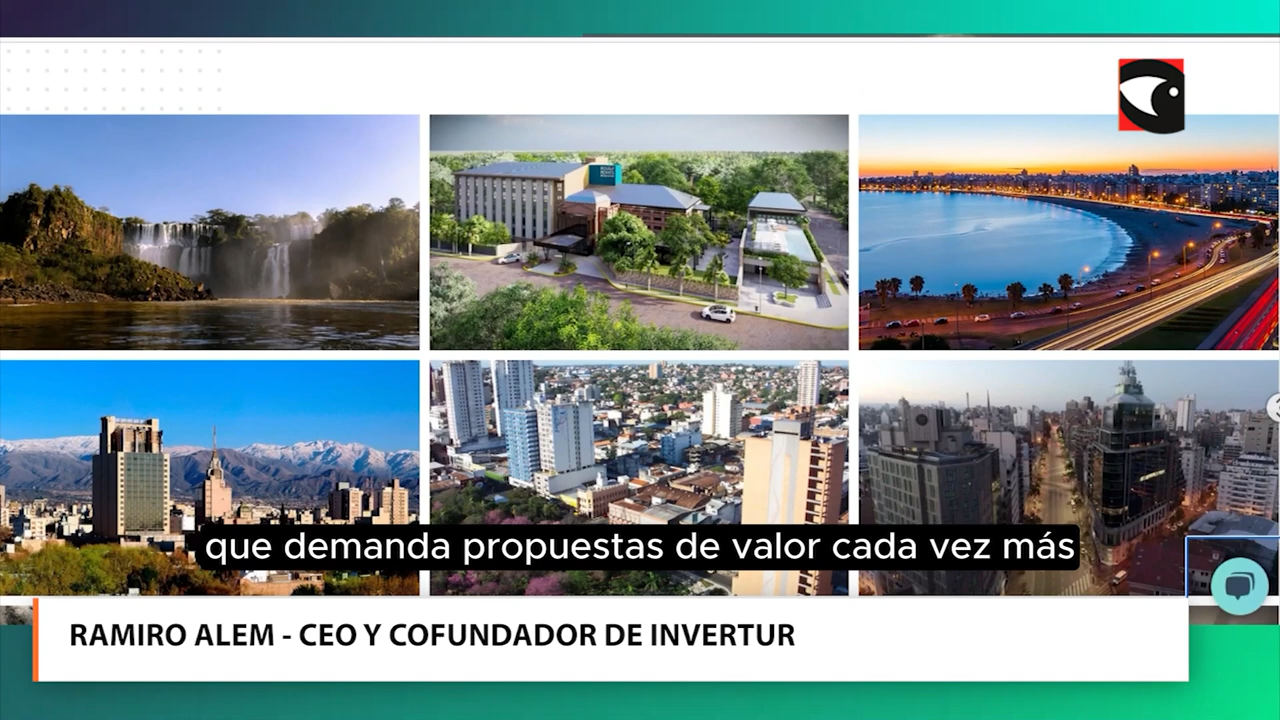 que demanda propuestas de valor cada vez más
RAMIRO ALEM - CEO Y COFUNDADOR DE INVERTUR